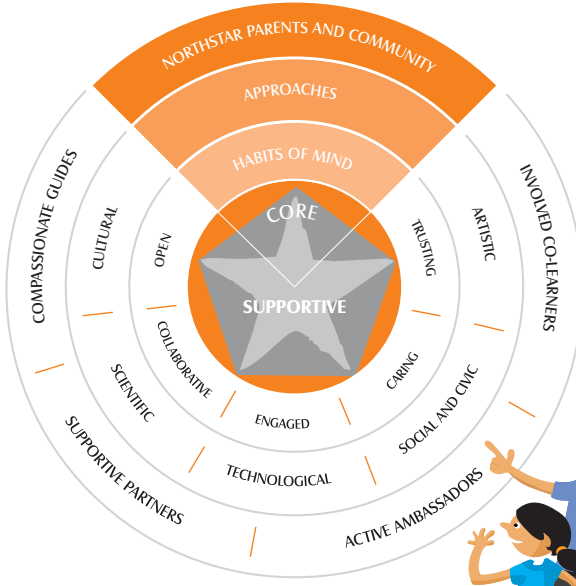 NORTHSTAR PARENTS AND COMMUNITY
APPROACHES
HABITS OF MIND
CORE
SUPPORTIVE
OPEN
TRUSTING
CARING
ENGAGED
COLLABORATIVE
CULTURAL
ARTISTIC
SOCIAL AND CIVIC
TECHNOLOGICAL
SCIENTIFIC
COMPASSIONATE GUIDES
INVOLVED CO-LEARNERS
ACTIVE AMBASSADORS
SUPPORTIVE PARTNERS